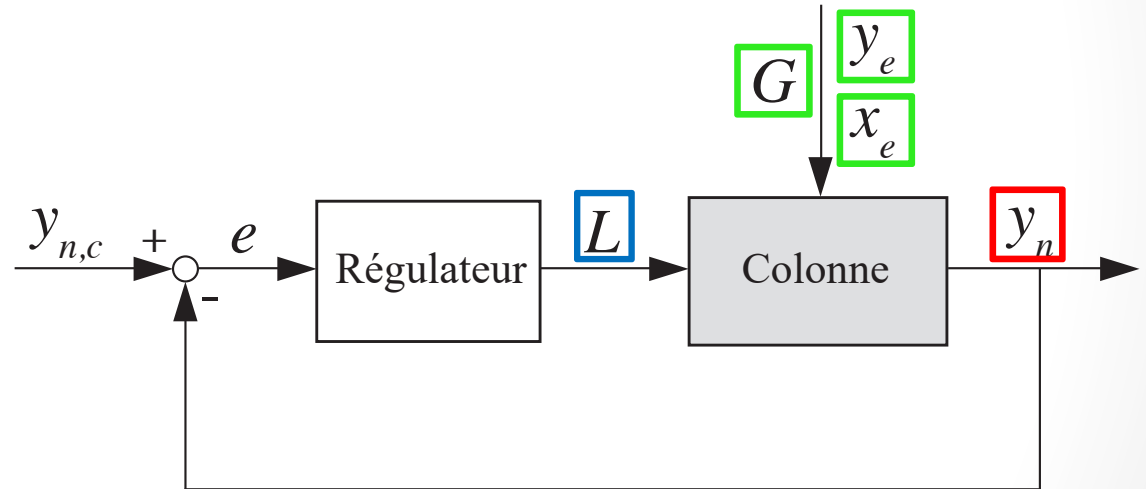 y_e
G
x_e
y_{n,c}
+
e
Régulateur
L
Colonne
y_n
-